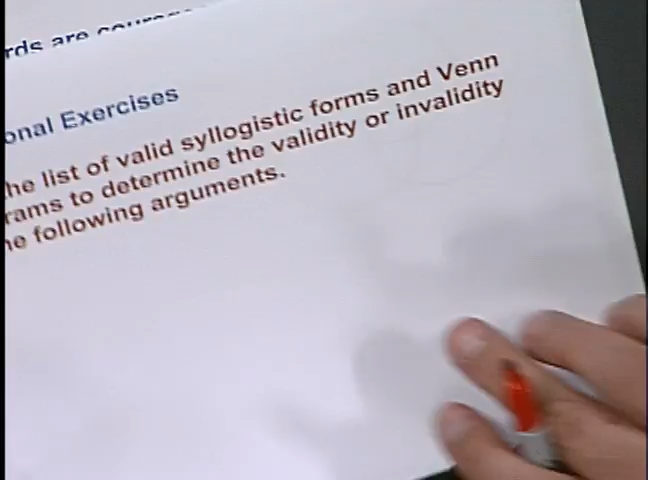 rds are
onal Exercises
he list of valid syllogistic forms and Venn
rams to determine the validity or invalidity
he following arguments.